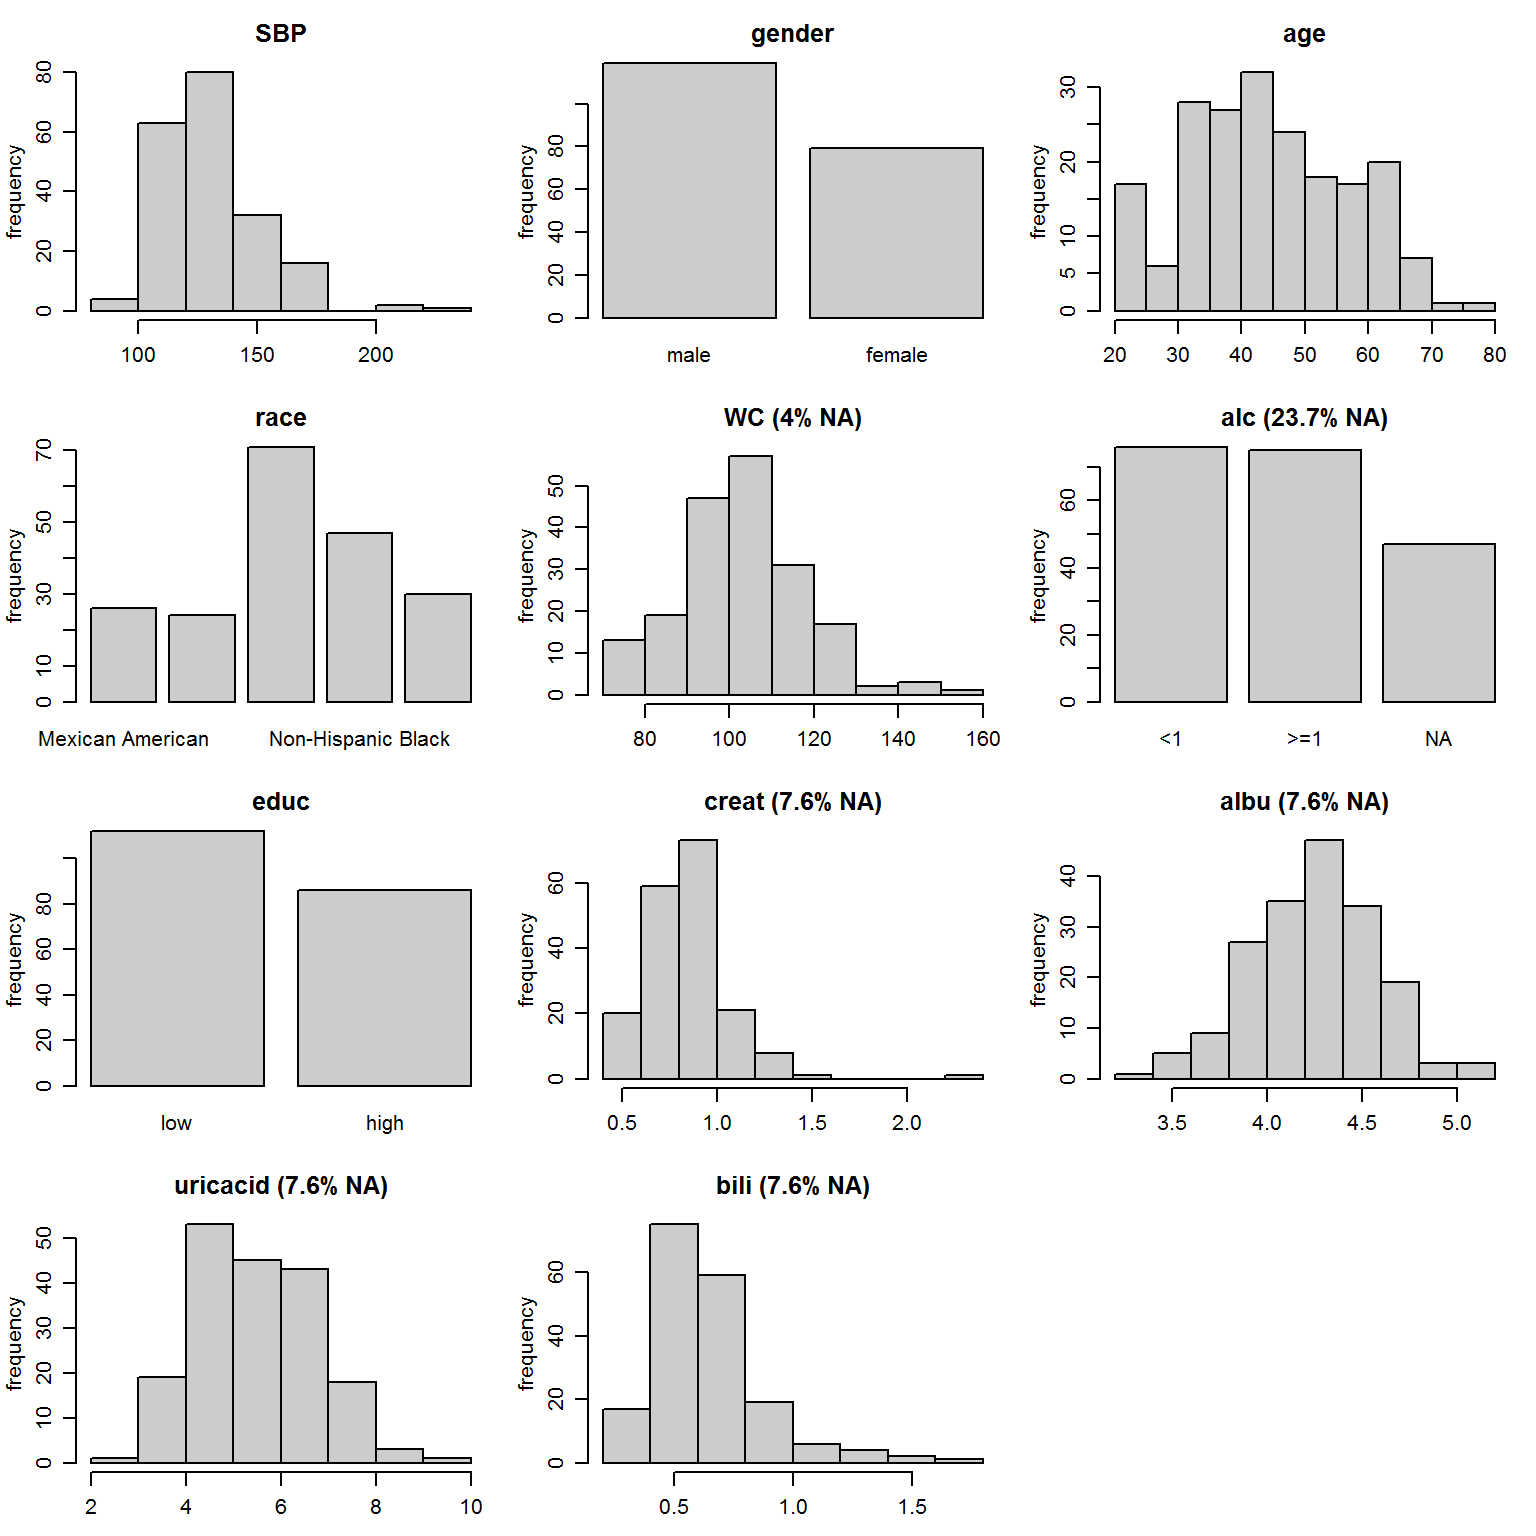 SBP
frequency
0 20 40 60 80
100 150 200
gender
frequency
0 20 40 60 80
male female
age
frequency
0 5 10 20 30
20 30 40 50 60 70 80
race
frequency
0 10 30 50 70
Mexican American Non-Hispanic Black
WC (4% NA)
frequency
0 10 20 30 40 50
80 100 120 140 160
alc (23.7% NA)
frequency
0 20 40 60
<1 >=1 NA
educ
frequency
0 20 40 60 80
low high
creat (7.6% NA)
frequency
0 20 40 60
0.5 1.0 1.5 2.0
albu (7.6% NA)
frequency
0 10 20 30 40
3.5 4.0 4.5 5.0
uricacid (7.6% NA)
frequency
0 10 20 30 40 50
2 4 6 8 10
bili (7.6% NA)
frequency
0 20 40 60
0.5 1.0 1.5